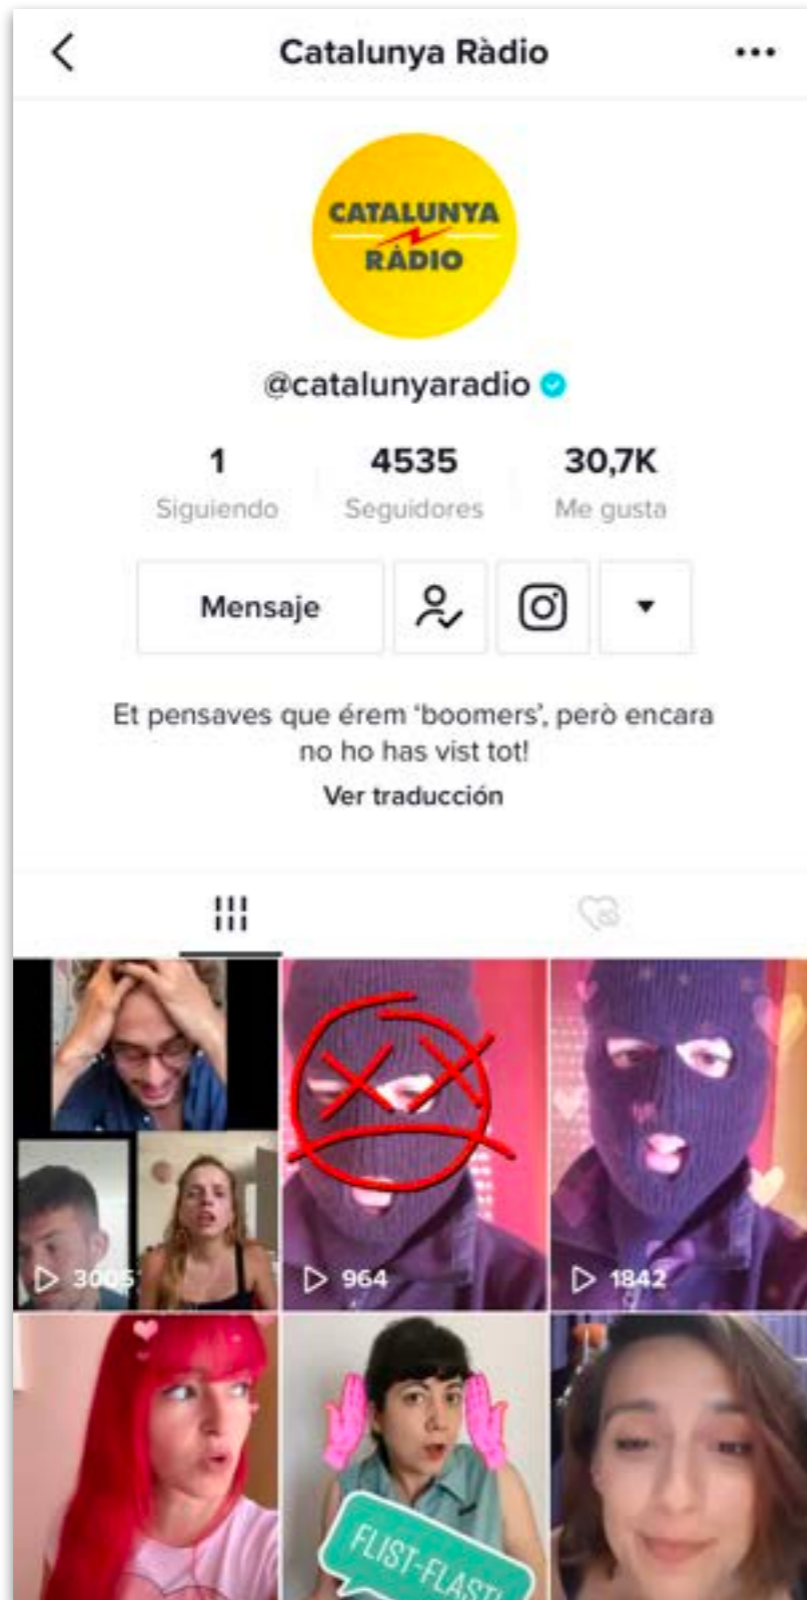 Catalunya Ràdio
CATALUNYA
RÀDIO
@catalunyaradio
1 4535 30,7K
Siguiendo Seguidores Me gusta
Mensaje
Et pensaves que érem ‘boomers’, però encara
no ho has vist tot!
Ver traducción
3005 964 1842
FLIST-FLAST!